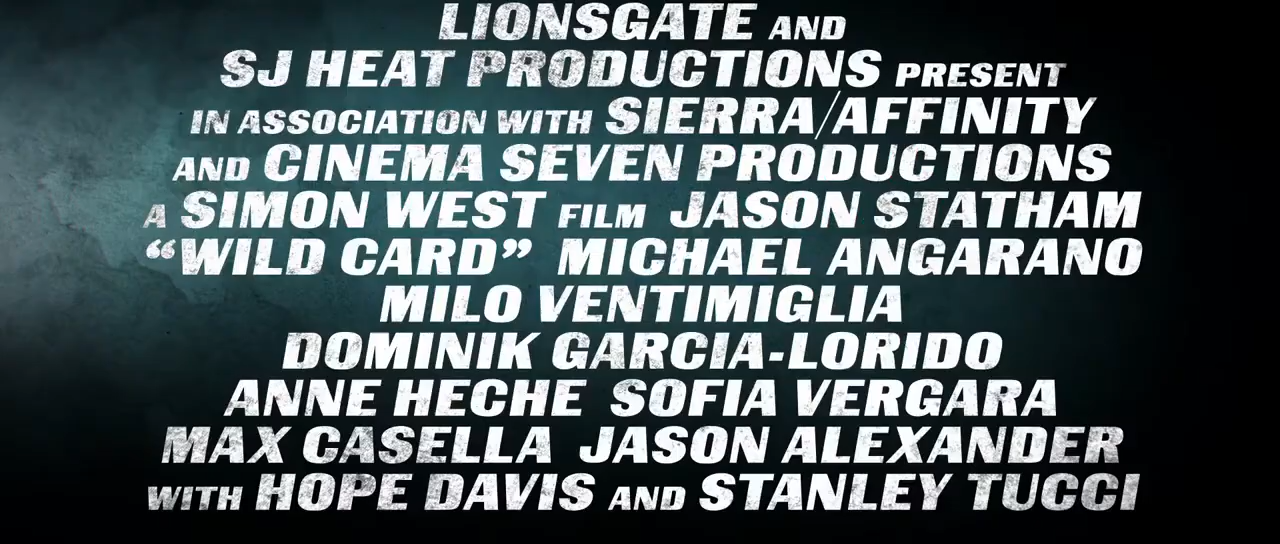 LIONSGATE AND
SJ HEAT PRODUCTIONS PRESENT
IN ASSOCIATION WITH SIERRA/AFFINITY
AND CINEMA SEVEN PRODUCTIONS
A SIMON WEST FILM JASON STATHAM
“WILD CARD” MICHAEL ANGARANO
MILO VENTIMIGLIA
DOMINIK GARCIA-LORIDO
ANNE HECHE SOFIA VERGARA
MAX CASELLA JASON ALEXANDER
WITH HOPE DAVIS AND STANLEY TUCCI